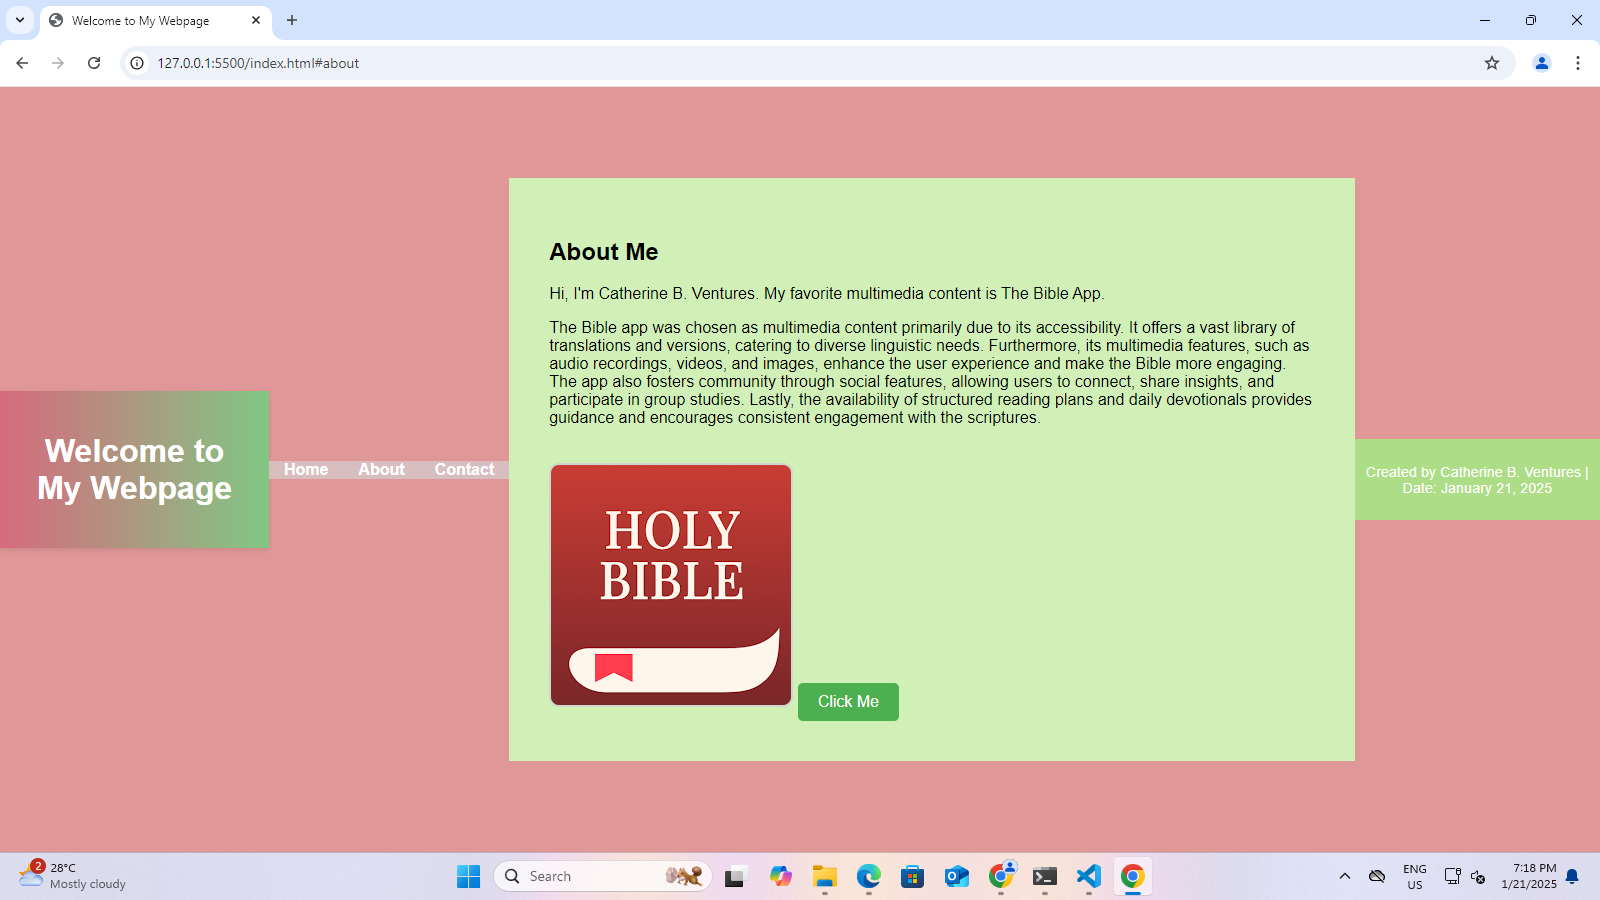 Welcome to My Webpage
127.0.0.1:5500/index.html#about
Welcome to
My Webpage
Home About Contact
About Me
Hi, I'm Catherine B. Ventures. My favorite multimedia content is The Bible App.
The Bible app was chosen as multimedia content primarily due to its accessibility. It offers a vast library of
translations and versions, catering to diverse linguistic needs. Furthermore, its multimedia features, such as
audio recordings, videos, and images, enhance the user experience and make the Bible more engaging.
The app also fosters community through social features, allowing users to connect, share insights, and
participate in group studies. Lastly, the availability of structured reading plans and daily devotionals provides
guidance and encourages consistent engagement with the scriptures.
HOLY
BIBLE
Click Me
Created by Catherine B. Ventures |
Date: January 21, 2025
2
28°C
Mostly cloudy
Search
ENG
US
7:18 PM
1/21/2025